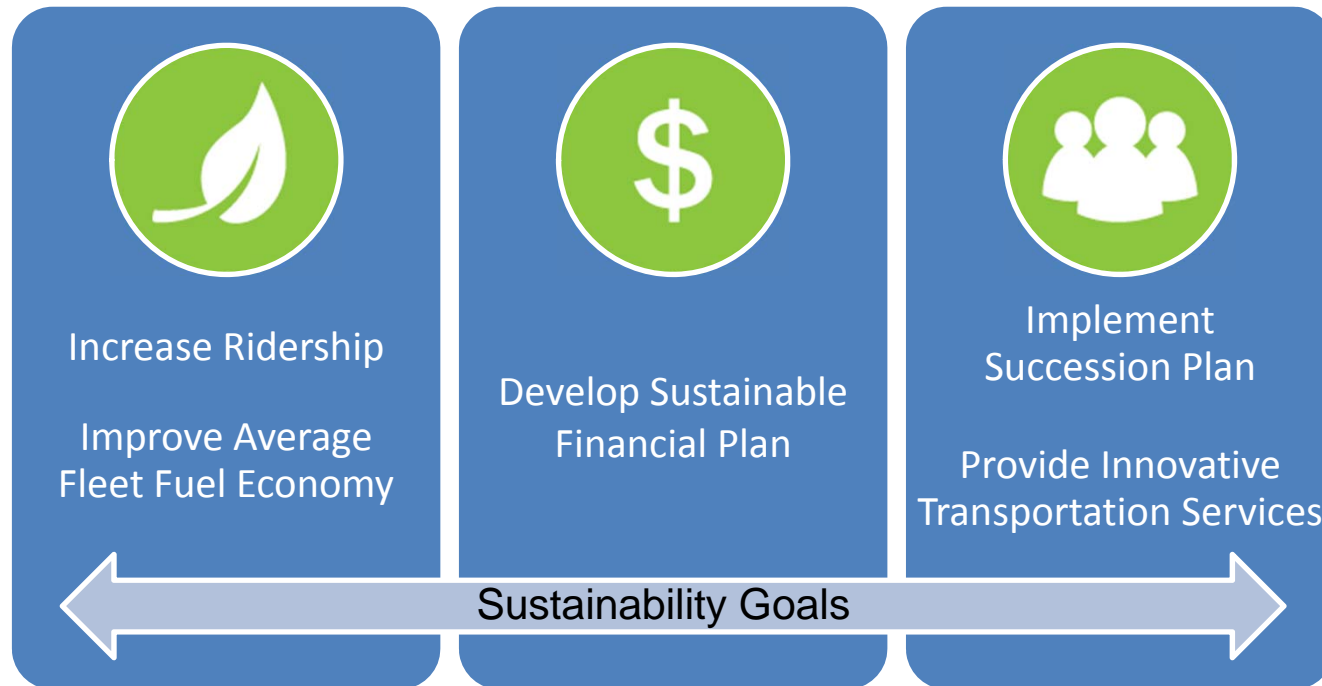 $
Increase Ridership
Improve Average
Fleet Fuel Economy
Develop Sustainable
Financial Plan
Implement
Succession Plan
Provide Innovative
Transportation Services
Sustainability Goals